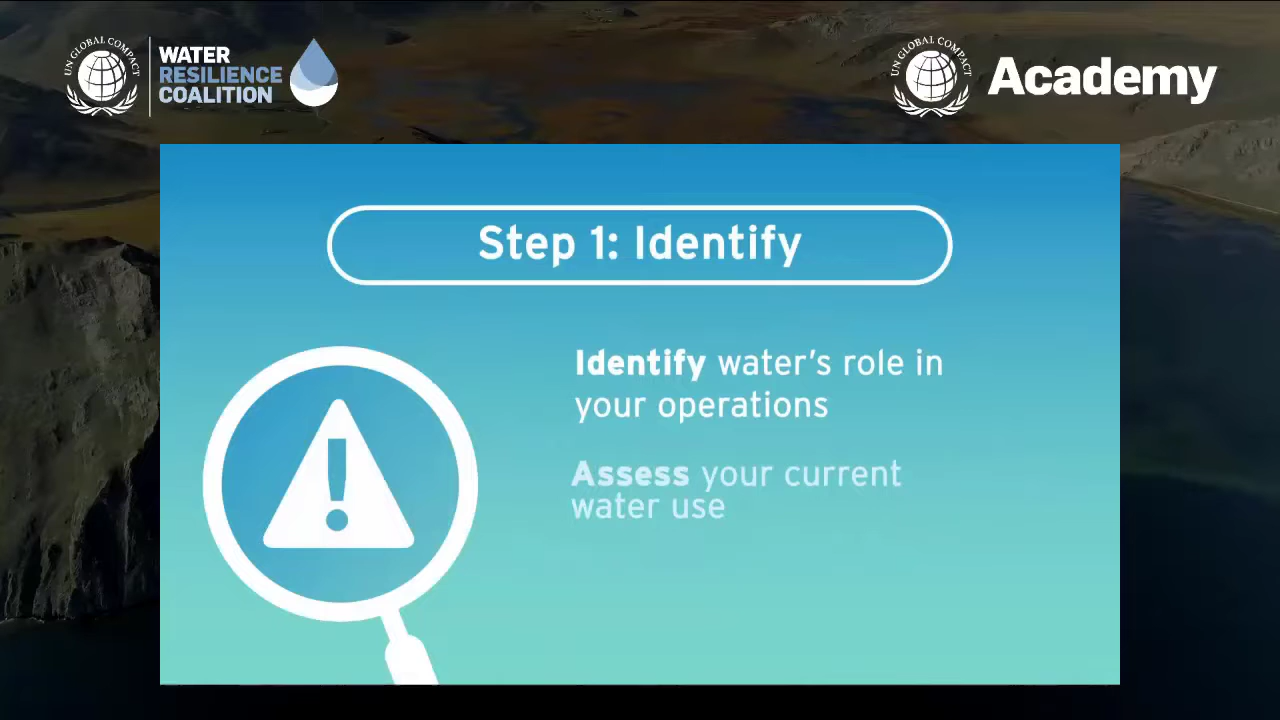 UN GLOBAL COMPACT
WATER
RESILIENCE
COALITION
UN GLOBAL COMPACT
Academy
Step 1: Identify
Identify water's role in
your operations
Assess your current
water use